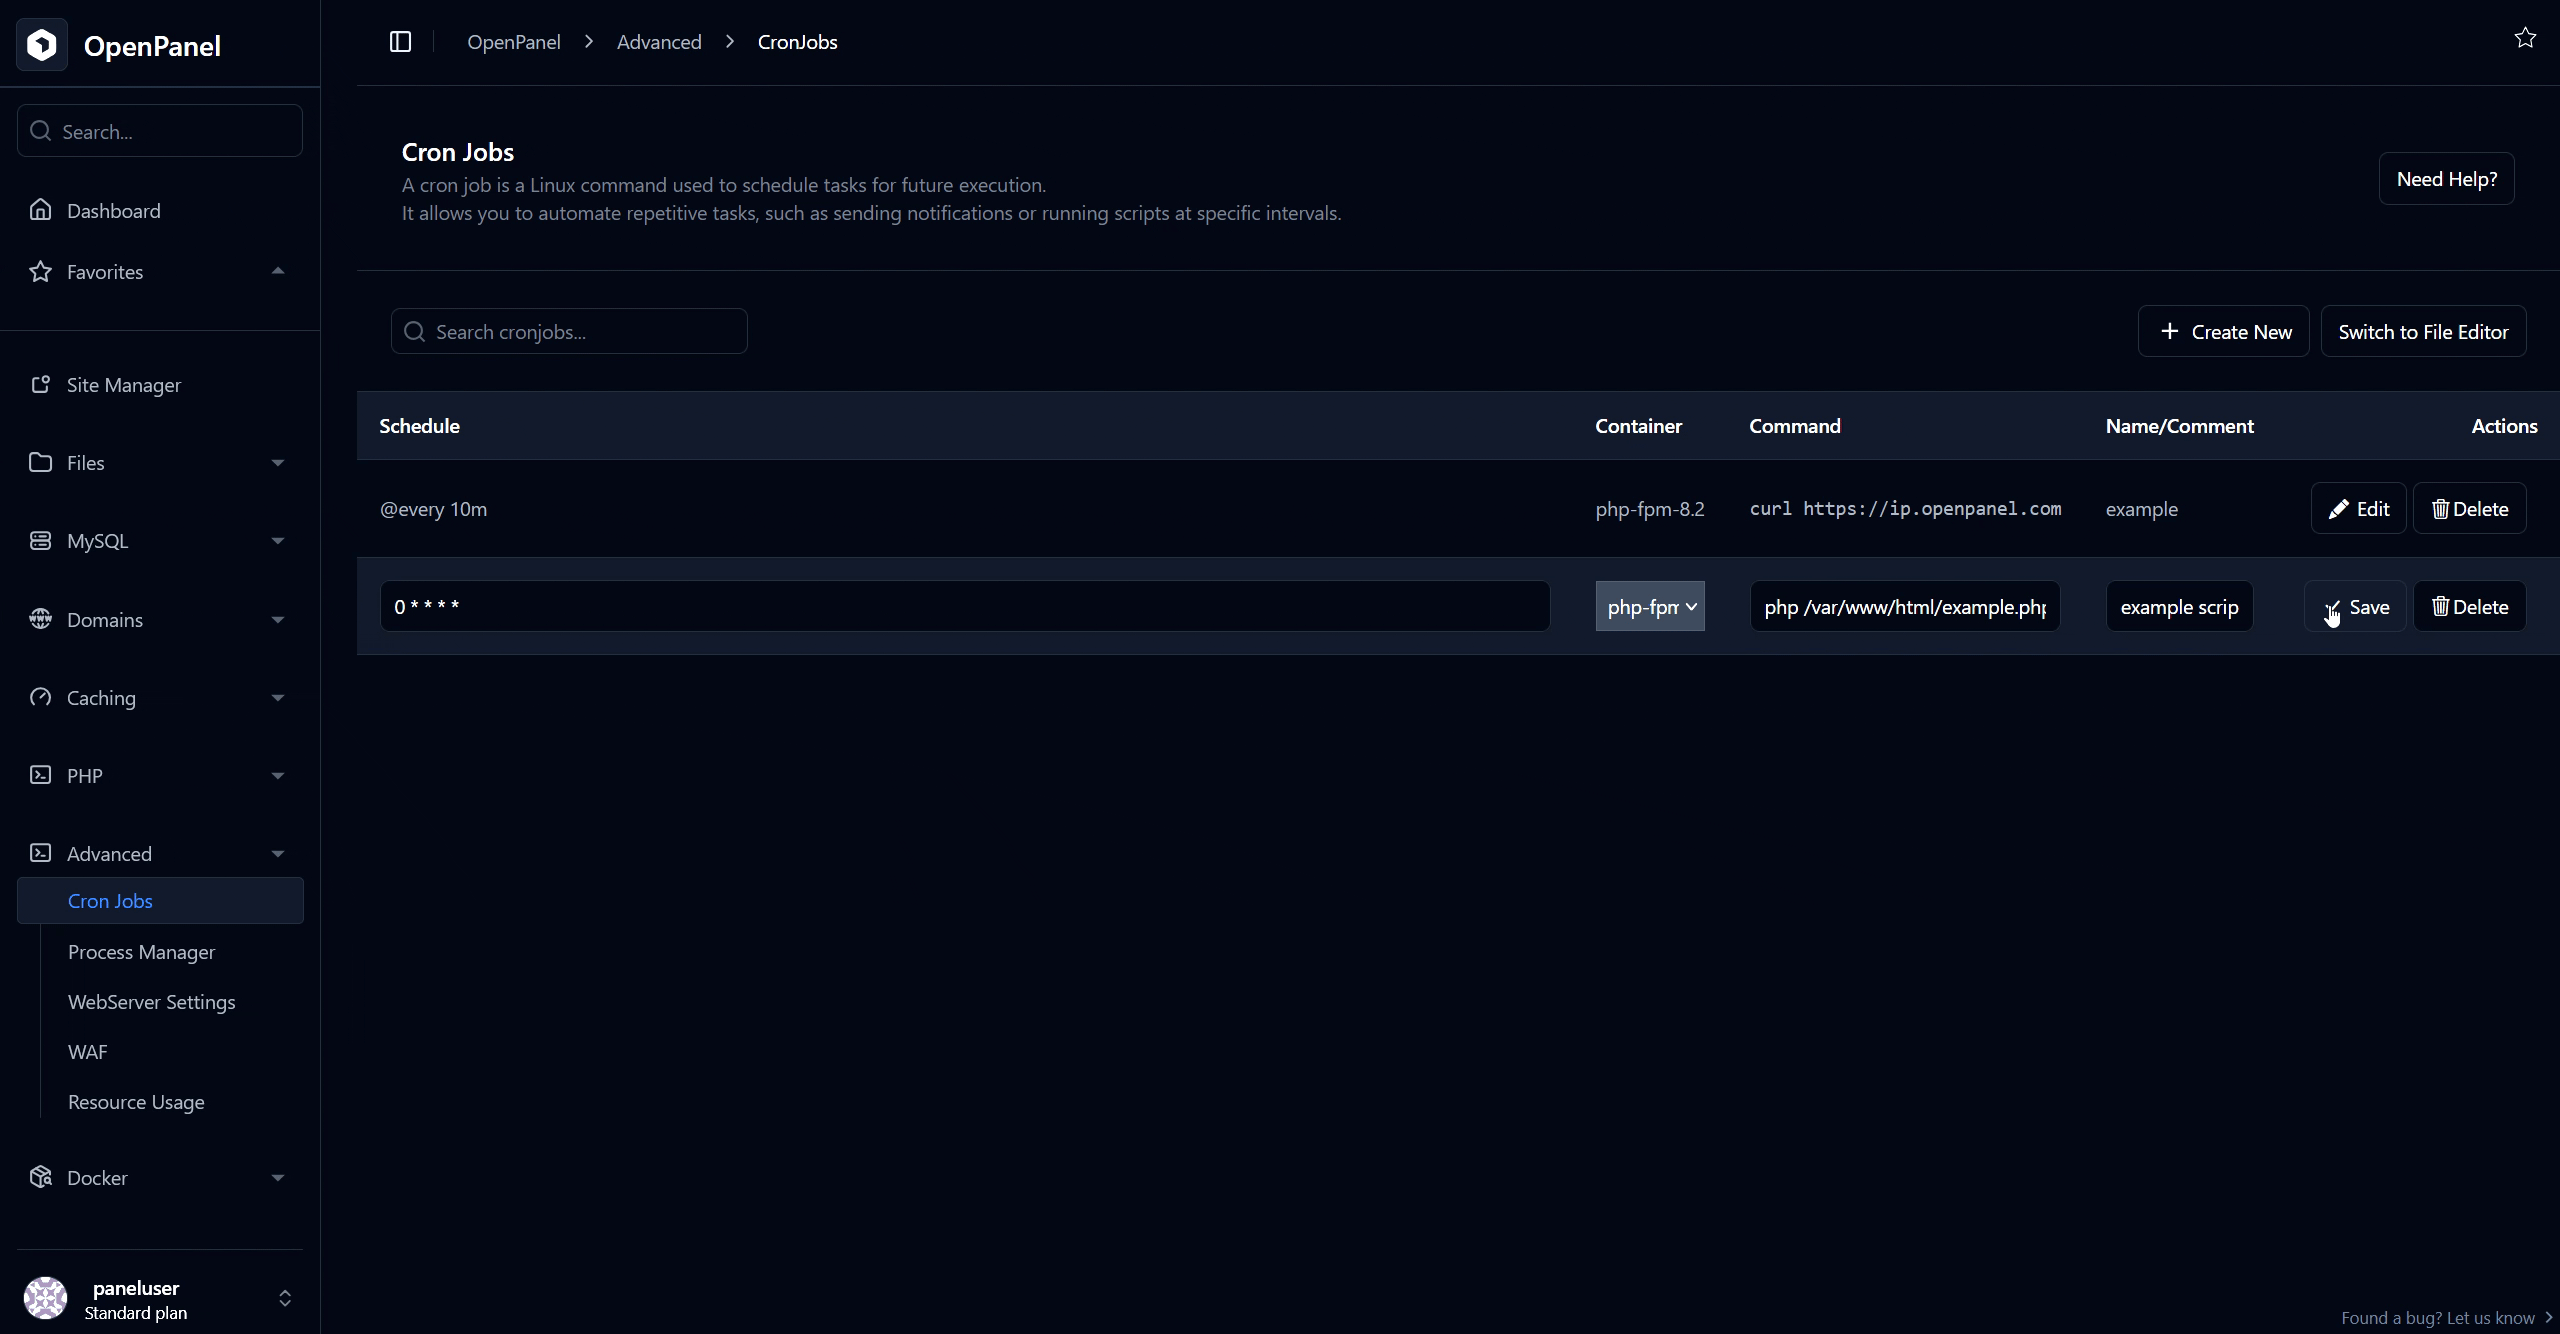 OpenPanel
Search...
Dashboard
Favorites
Site Manager
Files
MySQL
Domains
Caching
PHP
Advanced
Cron Jobs
Process Manager
WebServer Settings
WAF
Resource Usage
Docker
paneluser
Standard plan
OpenPanel > Advanced > CronJobs
Cron Jobs
A cron job is a Linux command used to schedule tasks for future execution.
It allows you to automate repetitive tasks, such as sending notifications or running scripts at specific intervals.
Need Help?
Search cronjobs...
+ Create New
Switch to File Editor
Schedule Container Command Name/Comment Actions
@every 10m php-fpm-8.2 curl https://ip.openpanel.com example Edit Delete
0 * * * * php-fpm php /var/www/html/example.php example scrip Save Delete
Found a bug? Let us know >